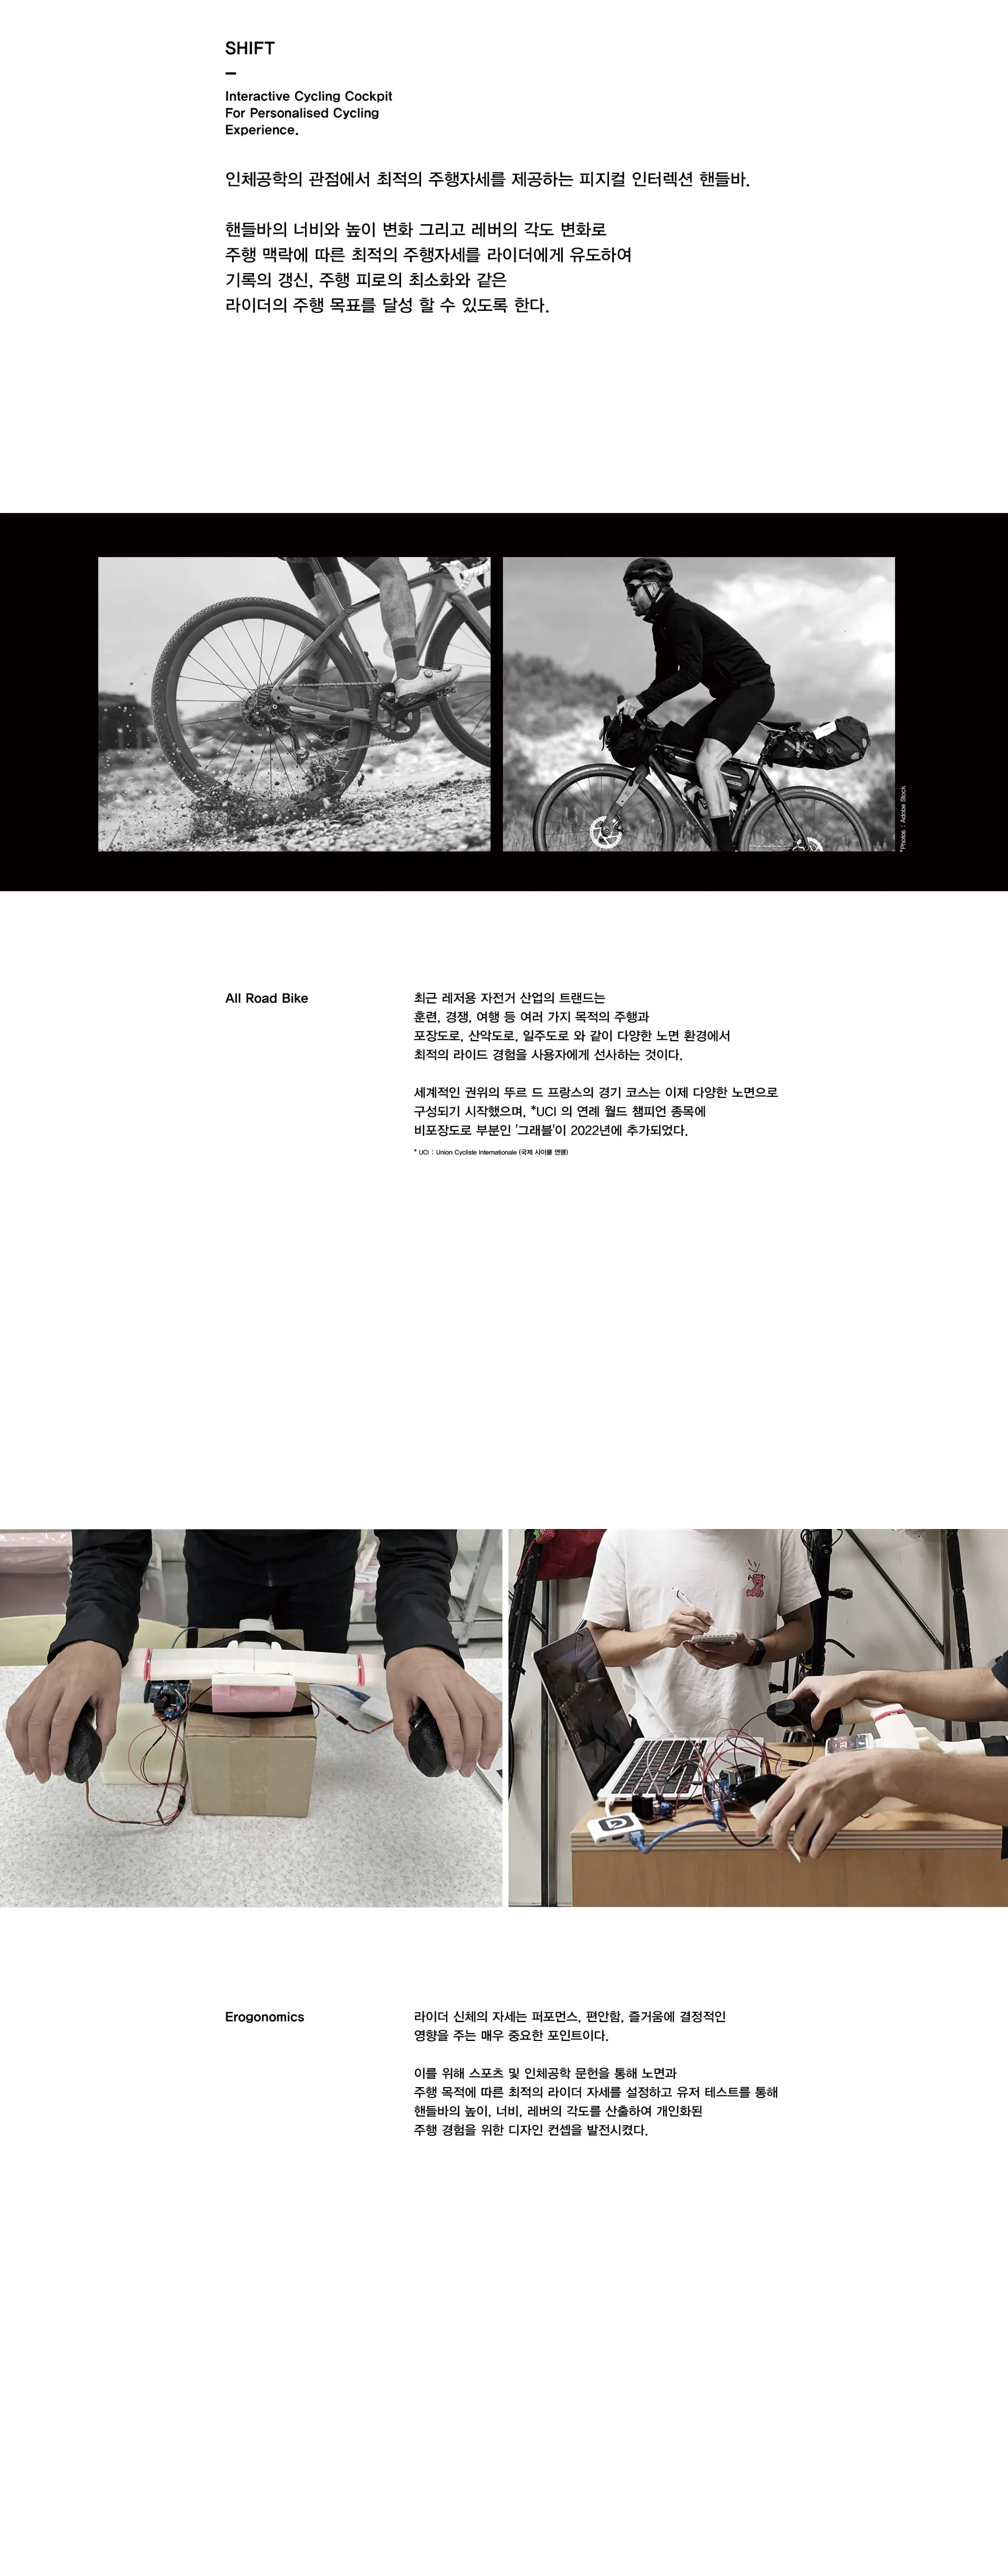 SHIFT
Interactive Cycling Cockpit
For Personalised Cycling
Experience.
인체공학의 관점에서 최적의 주행자세를 제공하는 피지컬 인터렉션 핸들바.
핸들바의 너비와 높이 변화 그리고 레버의 각도 변화로
주행 맥락에 따른 최적의 주행자세를 라이더에게 유도하여
기록의 갱신, 주행 피로의 최소화와 같은
라이더의 주행 목표를 달성 할 수 있도록 한다.
*Photos : Adobe Stock
All Road Bike
최근 레저용 자전거 산업의 트랜드는
훈련, 경쟁, 여행 등 여러 가지 목적의 주행과
포장도로, 산악도로, 일주도로 와 같이 다양한 노면 환경에서
최적의 라이드 경험을 사용자에게 선사하는 것이다.
세계적인 권위의 뚜르 드 프랑스의 경기 코스는 이제 다양한 노면으로
구성되기 시작했으며, *UCI 의 연례 월드 챔피언 종목에
비포장도로 부분인 '그래블'이 2022년에 추가되었다.
* UCI : Union Cycliste Internationale (국제 사이클 연맹)
Erogonomics
라이더 신체의 자세는 퍼포먼스, 편안함, 즐거움에 결정적인
영향을 주는 매우 중요한 포인트이다.
이를 위해 스포츠 및 인체공학 문헌을 통해 노면과
주행 목적에 따른 최적의 라이더 자세를 설정하고 유저 테스트를 통해
핸들바의 높이, 너비, 레버의 각도를 산출하여 개인화된
주행 경험을 위한 디자인 컨셉을 발전시켰다.